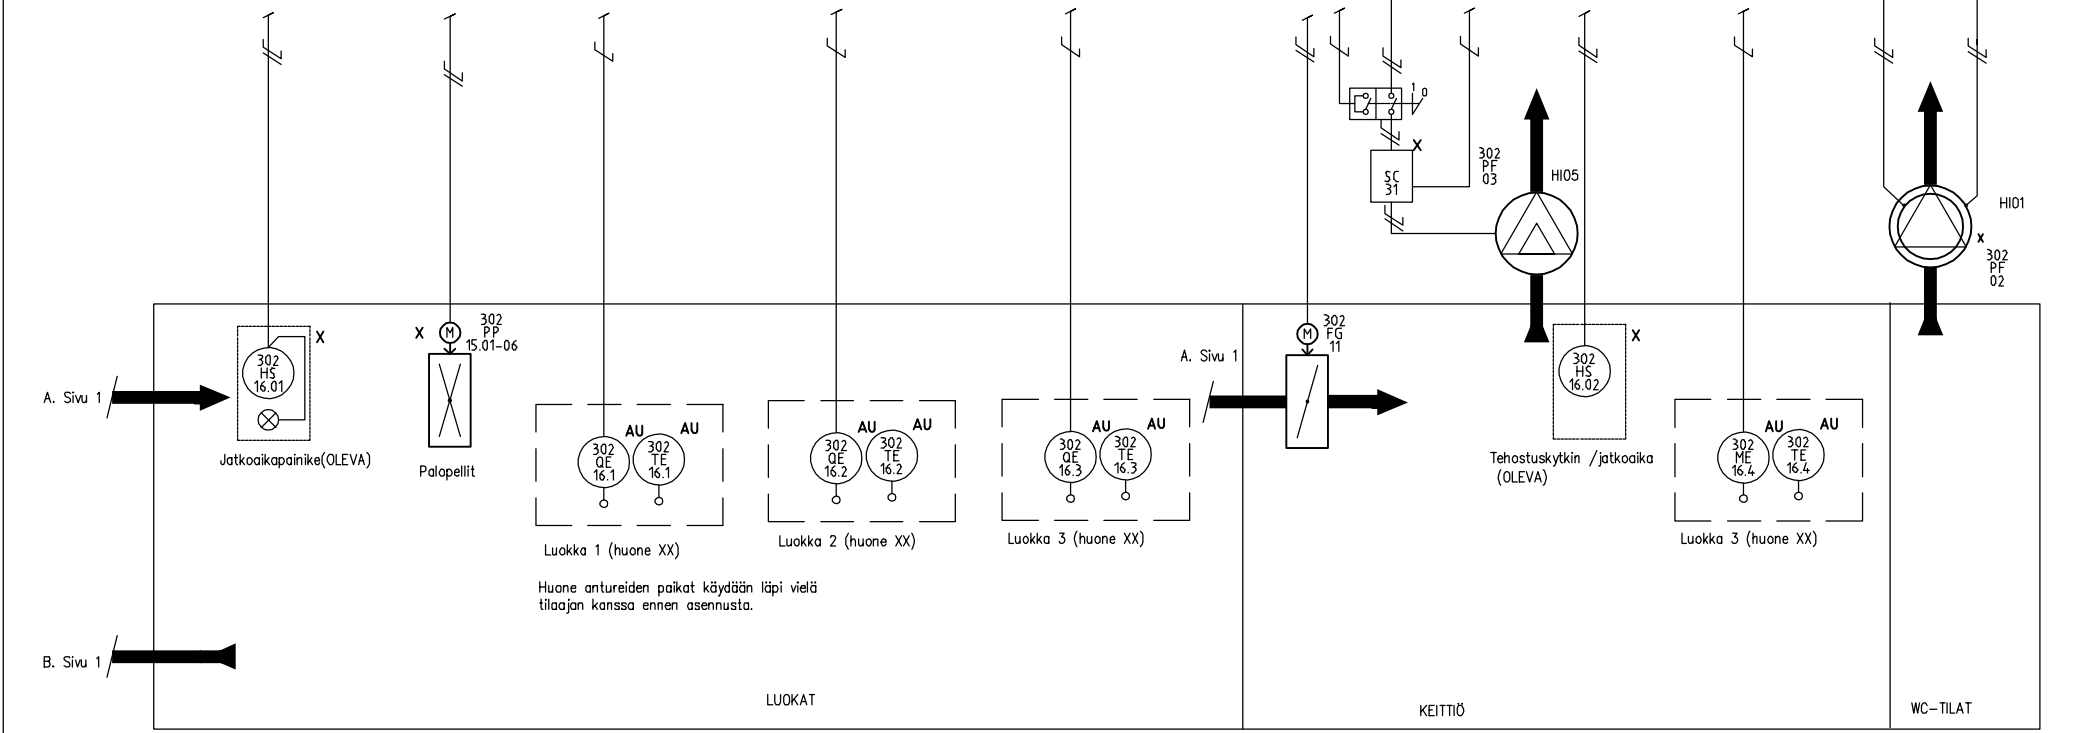 1
0
X
SC
31
302
PF
03
HI05
HI01
X
302
PF
02
302
HS
16.01
X
Jatkoaikapainike(OLEVA)
X
M
302
PP
15.01-06
Palopellit
AU
AU
302
QE
16.1
302
TE
16.1
Luokka 1 (huone XX)
AU
AU
302
QE
16.2
302
TE
16.2
Luokka 2 (huone XX)
AU
AU
302
QE
16.3
302
TE
16.3
Luokka 3 (huone XX)
M
302
FG
11
A. Sivu 1
302
HS
16.02
X
Tehostuskytkin /jatkoaika
(OLEVA)
AU
AU
302
ME
16.4
302
TE
16.4
Luokka 3 (huone XX)
A. Sivu 1
Huone antureiden paikat käydään läpi vielä
tilaajan kanssa ennen asennusta.
B. Sivu 1
LUOKAT
KEITTIÖ
WC-TILAT